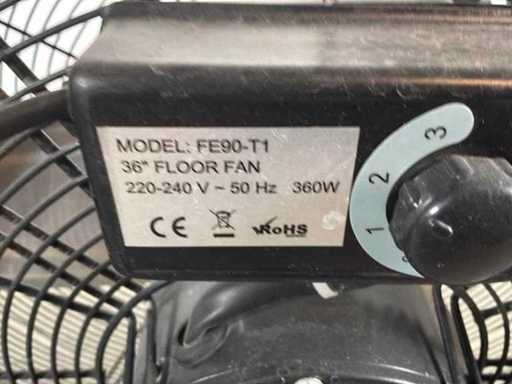 MODEL: FE90-T1
36" FLOOR FAN
220-240 V ~ 50 Hz 360W
CE RoHS
3
2
1